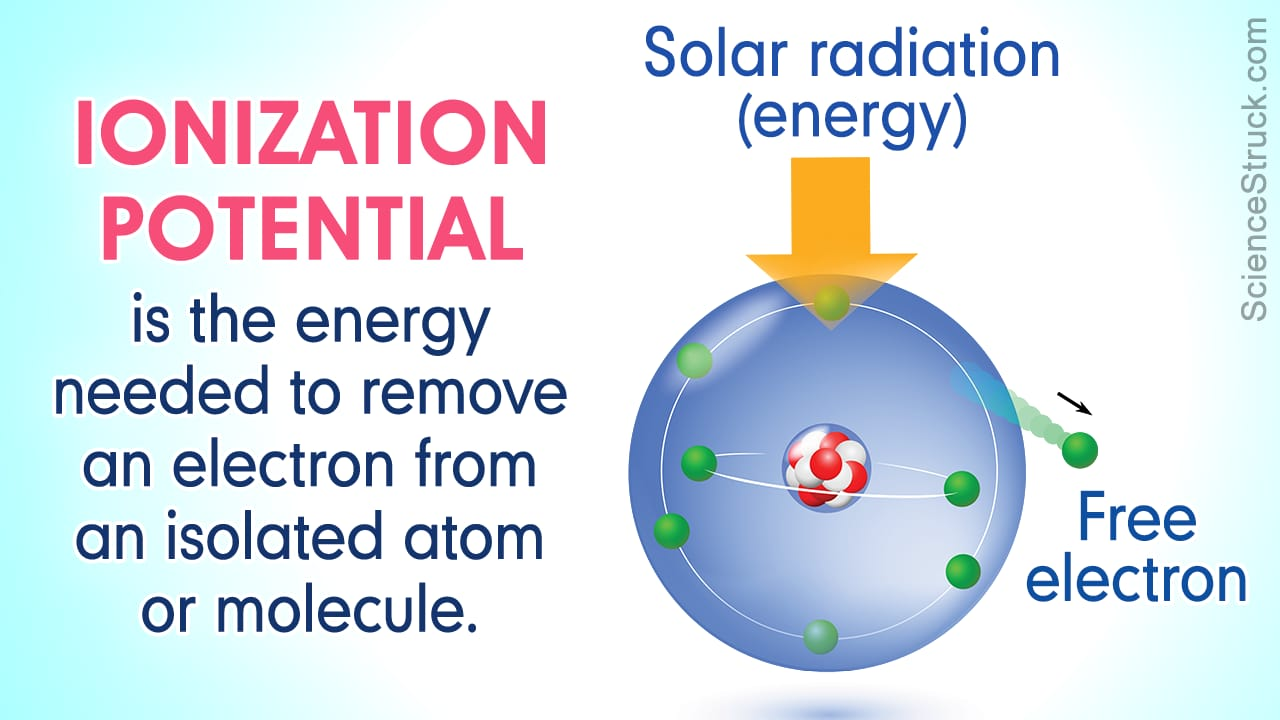 IONIZATION
POTENTIAL
is the energy
needed to remove
an electron from
an isolated atom
or molecule.
Solar radiation
(energy)
Free
electron
ScienceStruck.com